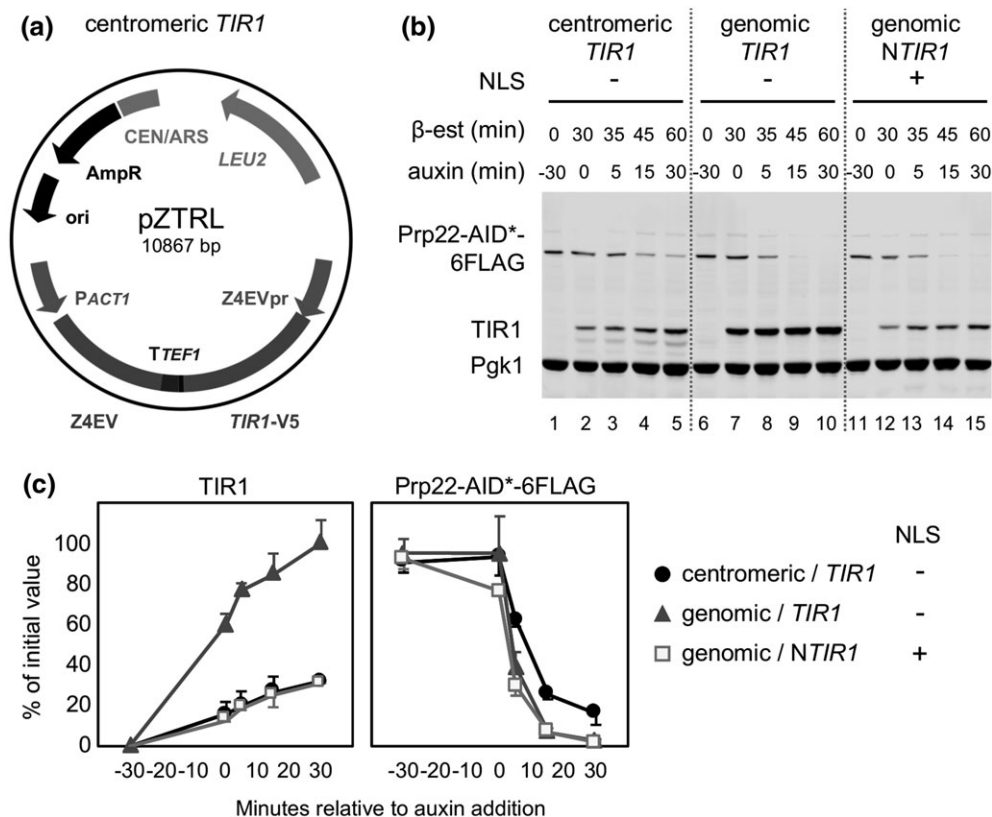 (a) centromeric TIR1
CEN/ARS
LEU2
AmpR
ori
pZTRL
10867 bp
PACT1
Z4EVpr
TTEF1
Z4EV
TIR1-V5
(b)
centromeric TIR1
genomic TIR1
genomic NTIR1
NLS - - +
β-est (min) 0 30 35 45 60 0 30 35 45 60 0 30 35 45 60
auxin (min) -30 0 5 15 30 -30 0 5 15 30 -30 0 5 15 30
Prp22-AID*-
6FLAG
TIR1
Pgk1
1 2 3 4 5 6 7 8 9 10 11 12 13 14 15
(c)
TIR1
Prp22-AID*-6FLAG
% of initial value
100
80
60
40
20
0
-30 -20 -10 0 10 20 30
-30 -20 -10 0 10 20 30
Minutes relative to auxin addition
NLS
centromeric / TIR1 -
genomic / TIR1 -
genomic / NTIR1 +